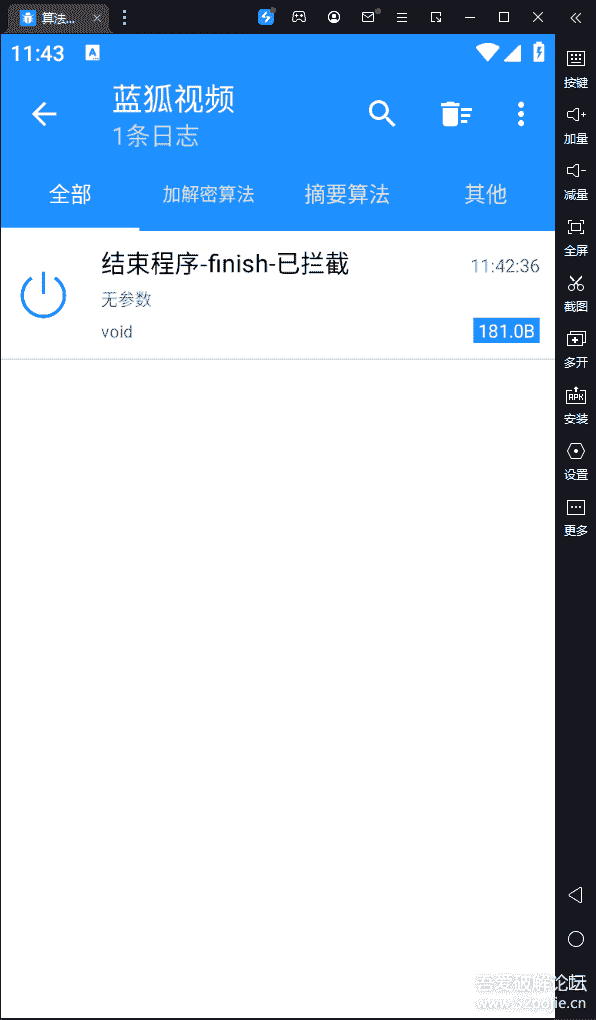 算法...
11:43
蓝狐视频
1条日志
全部
加解密算法
摘要算法
其他
结束程序-finish-已拦截
11:42:36
无参数
void
181.0B
按键
加量
减量
全屏
截图
多开
APK
安装
设置
更多
吾爱破解论坛
www.52pojie.cn